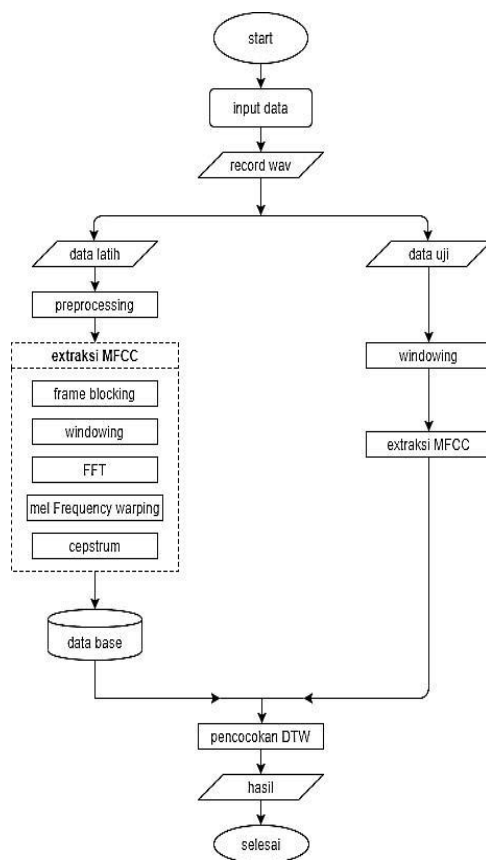 start
input data
record wav
data latih
data uji
preprocessing
extraksi MFCC
frame blocking
windowing
FFT
mel Frequency warping
cepstrum
data base
windowing
extraksi MFCC
pencocokan DTW
hasil
selesai